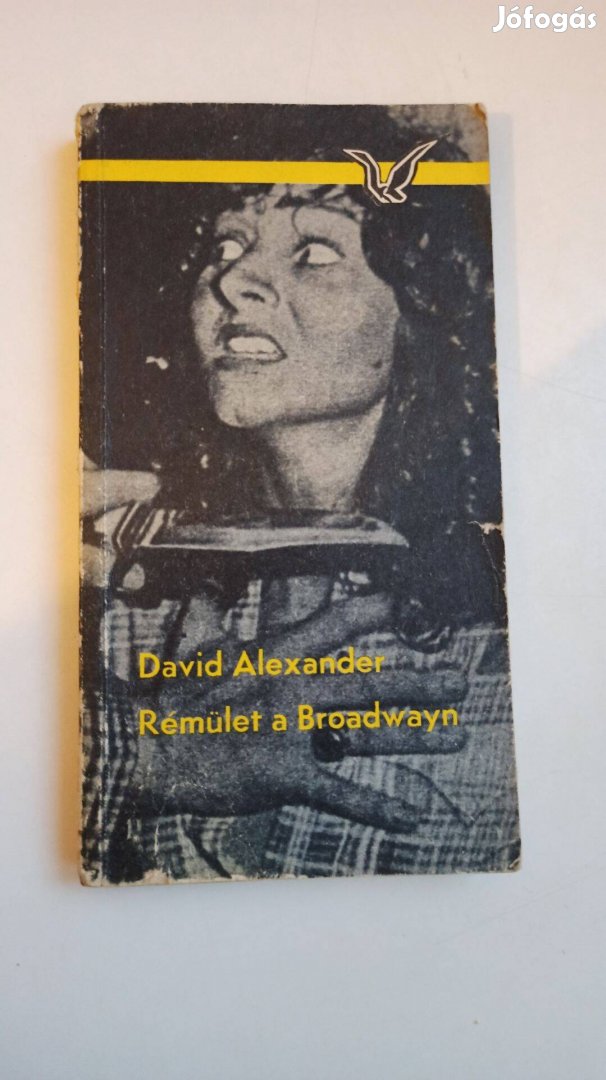 Jófogás
David Alexander
Rémület a Broadwayn